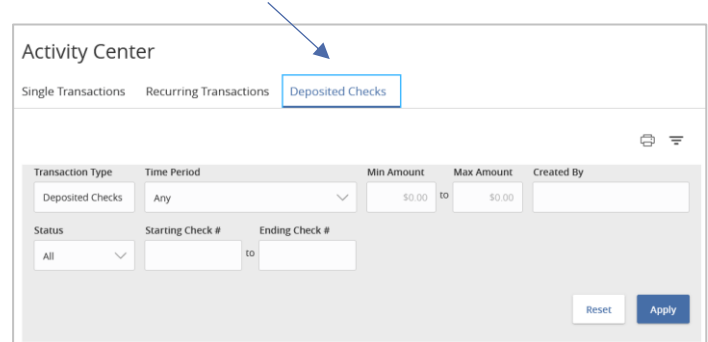 Activity Center
Single Transactions Recurring Transactions Deposited Checks
Transaction Type Time Period Min Amount Max Amount Created By
Deposited Checks Any $0.00 to $0.00
Status Starting Check # Ending Check #
All to
Reset Apply